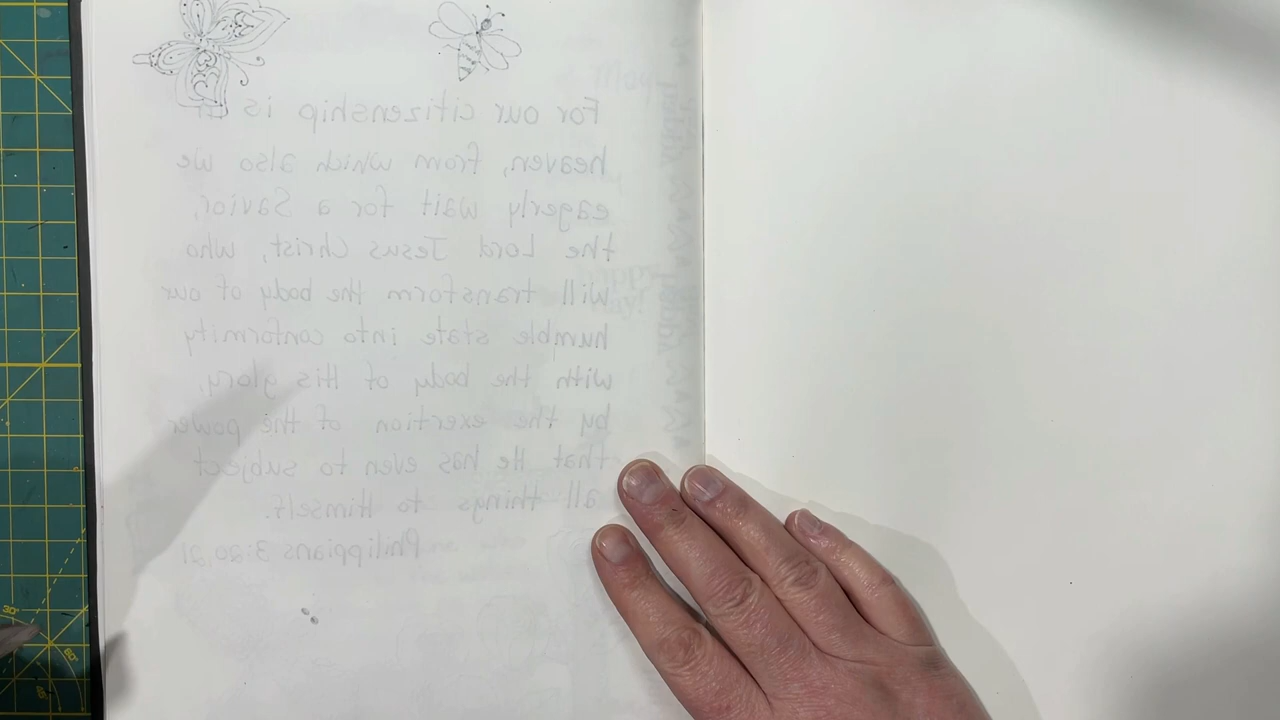 For our citizenship is in
heaven, from which also we
eagerly wait for a Savior,
the Lord Jesus Christ, who
will transform the body of our
humble state into conformity
with the body of His glory,
by the exertion of the power
that He has even to subject
all things to Himself.
Philippians 3:20,21
30°
60°